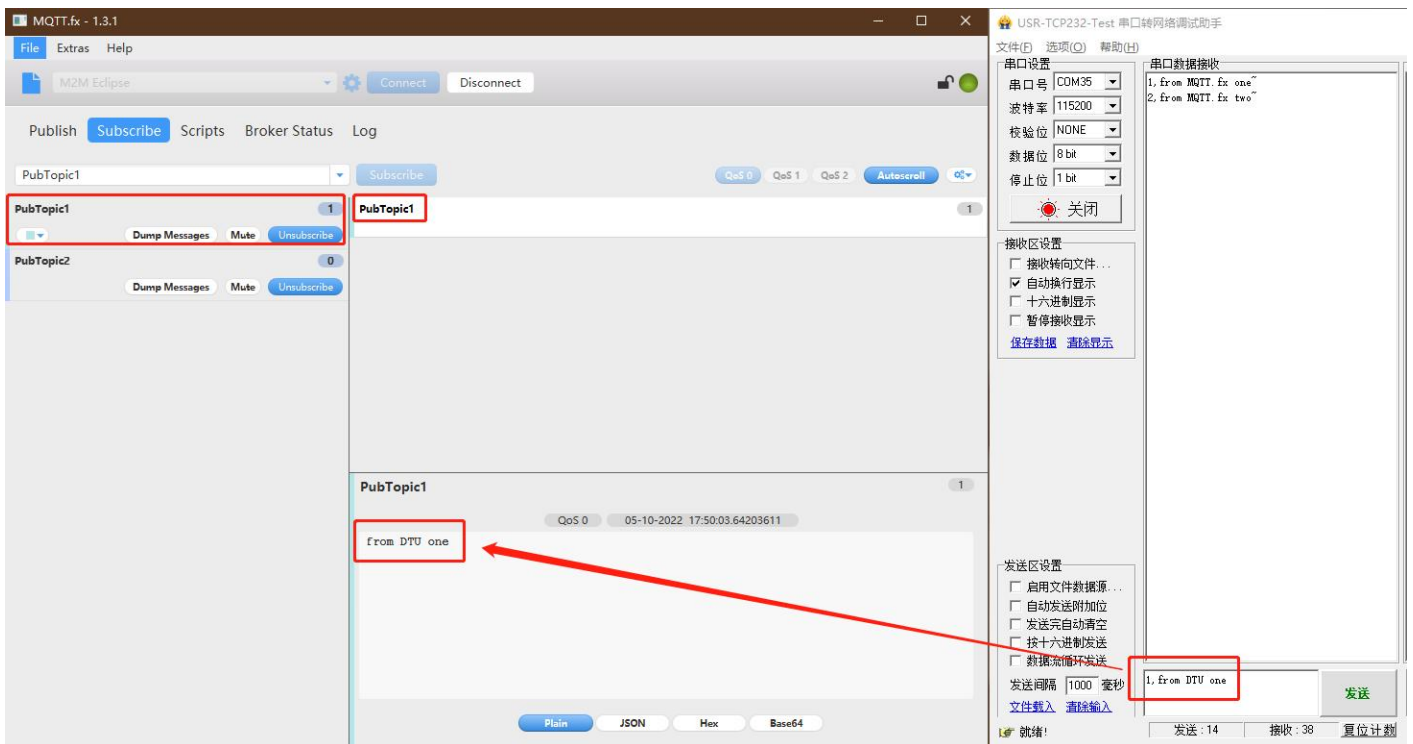 MQTT.fx - 1.3.1
File Extras Help
M2M Eclipse
Connect
Disconnect
Publish Subscribe Scripts Broker Status Log
PubTopic1
Subscribe
QoS 0 QoS 1 QoS 2 Autoscroll
PubTopic1 1
Dump Messages Mute Unsubscribe
PubTopic2 0
Dump Messages Mute Unsubscribe
PubTopic1 1
PubTopic1 1
QoS 0 05-10-2022 17:50:03.64203611
from DTU one
Plain JSON Hex Base64
USR-TCP232-Test 串口转网络调试助手
文件(F) 选项(O) 帮助(H)
串口设置
串口号 COM35
波特率 115200
校验位 NONE
数据位 8 bit
停止位 1 bit
关闭
接收区设置
接收转向文件...
自动换行显示
十六进制显示
暂停接收显示
保存数据 清除显示
串口数据接收
1,from MQTT.fx one~
2,from MQTT.fx two~
发送区设置
启用文件数据源...
自动发送附加位
发送完自动清空
按十六进制发送
数据流循环发送
发送间隔 1000 毫秒
文件载入 清除输入
1,from DTU one
发送
就绪!
发送 : 14
接收 : 38
复位计数